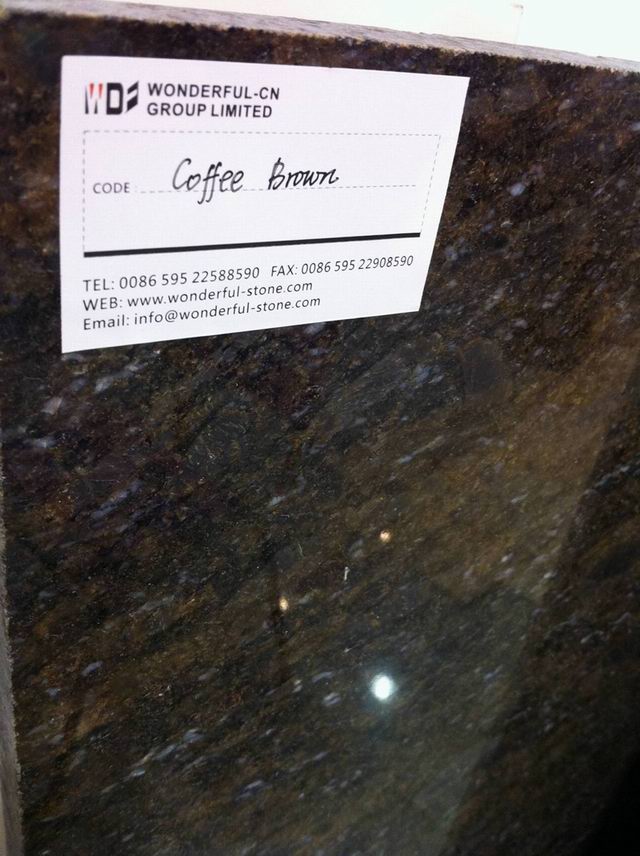 WDF WONDERFUL-CN
GROUP LIMITED
CODE Coffee Brown
TEL: 0086 595 22588590 FAX: 0086 595 22908590
WEB: www.wonderful-stone.com
Email: info@wonderful-stone.com